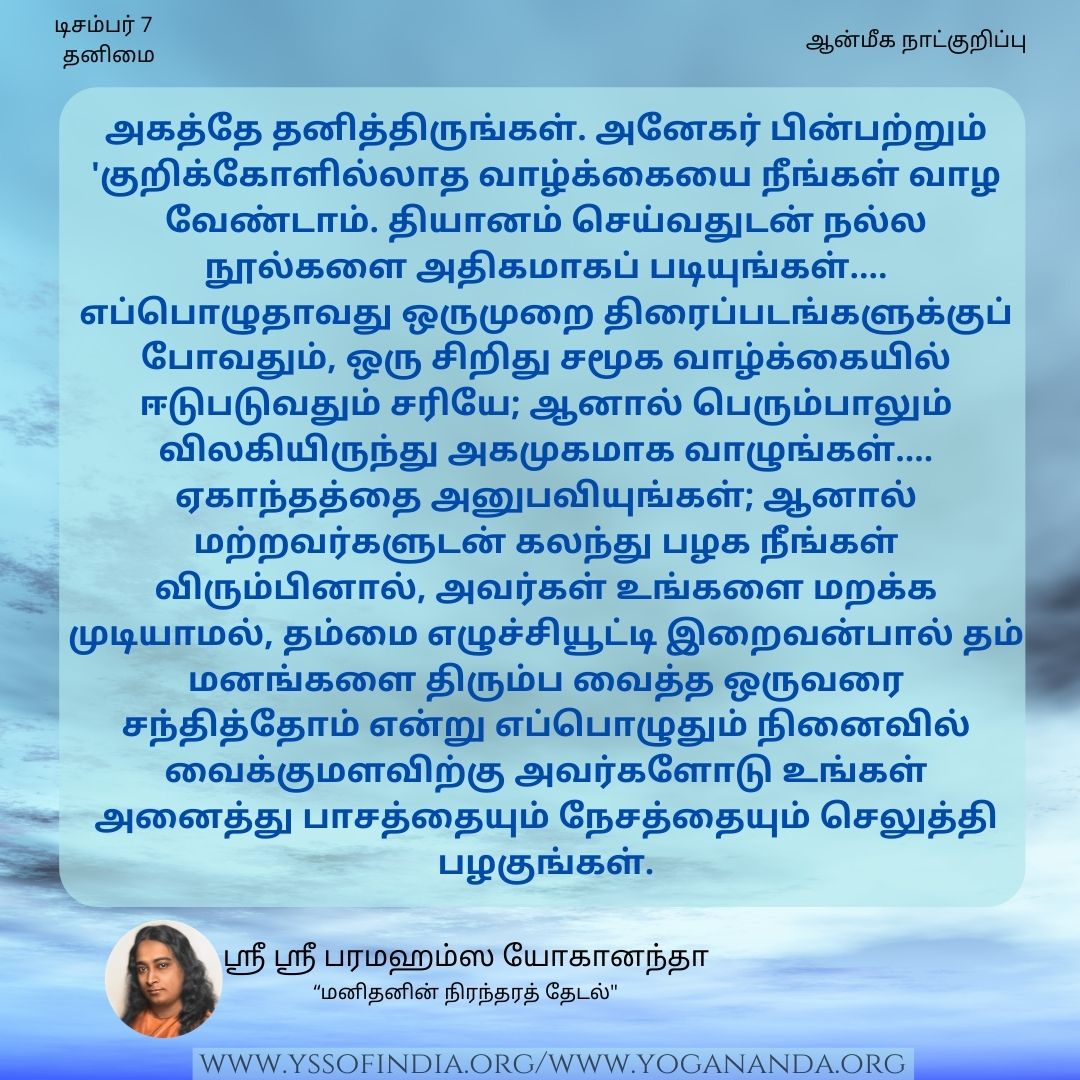 டிசம்பர் 7
தனிமை
ஆன்மீக நாட்குறிப்பு
அகத்தே தனித்திருங்கள். அனேகர் பின்பற்றும்
'குறிக்கோளில்லாத வாழ்க்கையை நீங்கள் வாழ
வேண்டாம். தியானம் செய்வதுடன் நல்ல
நூல்களை அதிகமாகப் படியுங்கள்....
எப்பொழுதாவது ஒருமுறை திரைப்படங்களுக்குப்
போவதும், ஒரு சிறிது சமூக வாழ்க்கையில்
ஈடுபடுவதும் சரியே; ஆனால் பெரும்பாலும்
விலகியிருந்து அகமுகமாக வாழுங்கள்....
ஏகாந்தத்தை அனுபவியுங்கள்; ஆனால்
மற்றவர்களுடன் கலந்து பழக நீங்கள்
விரும்பினால், அவர்கள் உங்களை மறக்க
முடியாமல், தம்மை எழுச்சியூட்டி இறைவன்பால் தம்
மனங்களை திரும்ப வைத்த ஒருவரை
சந்தித்தோம் என்று எப்பொழுதும் நினைவில்
வைக்குமளவிற்கு அவர்களோடு உங்கள்
அனைத்து பாசத்தையும் நேசத்தையும் செலுத்தி
பழகுங்கள்.
ஸ்ரீ ஸ்ரீ பரமஹம்ஸ யோகானந்தா
“மனிதனின் நிரந்தரத் தேடல்"
WWW.YSSOFINDIA.ORG/WWW.YOGANANDA.ORG